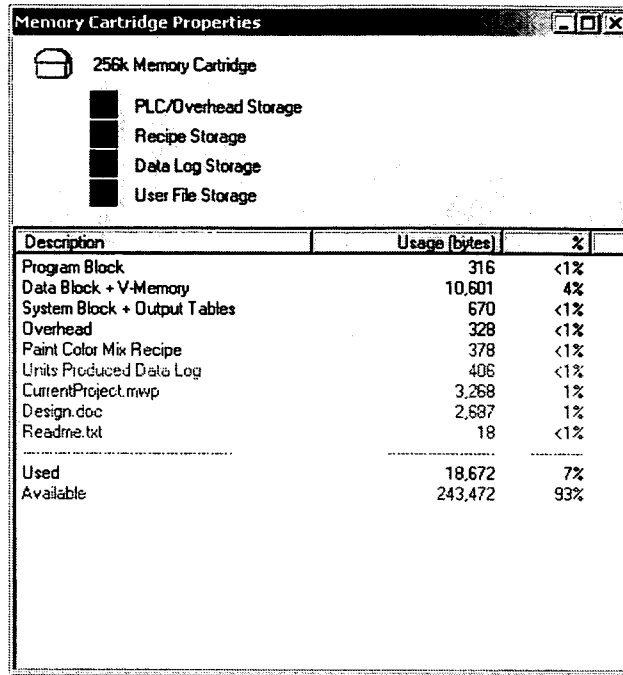 Memory Cartridge Properties
256k Memory Cartridge
PLC/Overhead Storage
Recipe Storage
Data Log Storage
User File Storage
Description Usage (bytes) %
Program Block 316 <1%
Data Block + V-Memory 10,601 4%
System Block + Output Tables 670 <1%
Overhead 328 <1%
Paint Color Mix Recipe 378 <1%
Units Produced Data Log 406 <1%
CurrentProject.mwp 3,268 1%
Design.doc 2,687 1%
Readme.txt 18 <1%
Used 18,672 7%
Available 243,472 93%